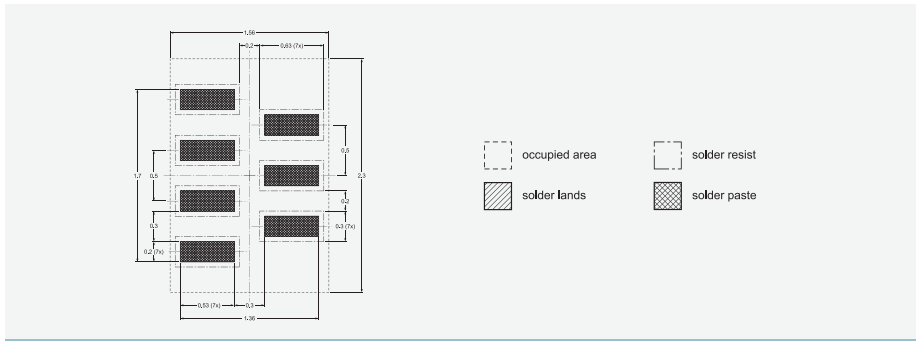 1.56
0.2
0.63 (7x)
1.7
0.5
0.5
2.3
0.2
0.3
0.3 (7x)
0.2 (7x)
0.53 (7x)
0.3
1.36
occupied area
solder resist
solder lands
solder paste